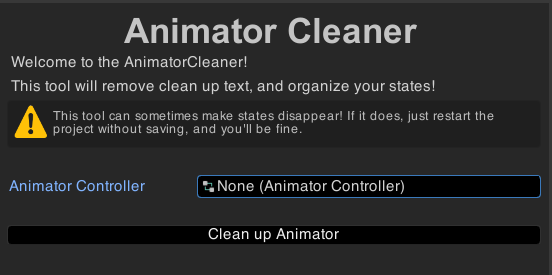 Animator Cleaner
Welcome to the AnimatorCleaner!
This tool will remove clean up text, and organize your states!
This tool can sometimes make states disappear! If it does, just restart the
project without saving, and you'll be fine.
Animator Controller
None (Animator Controller)
Clean up Animator